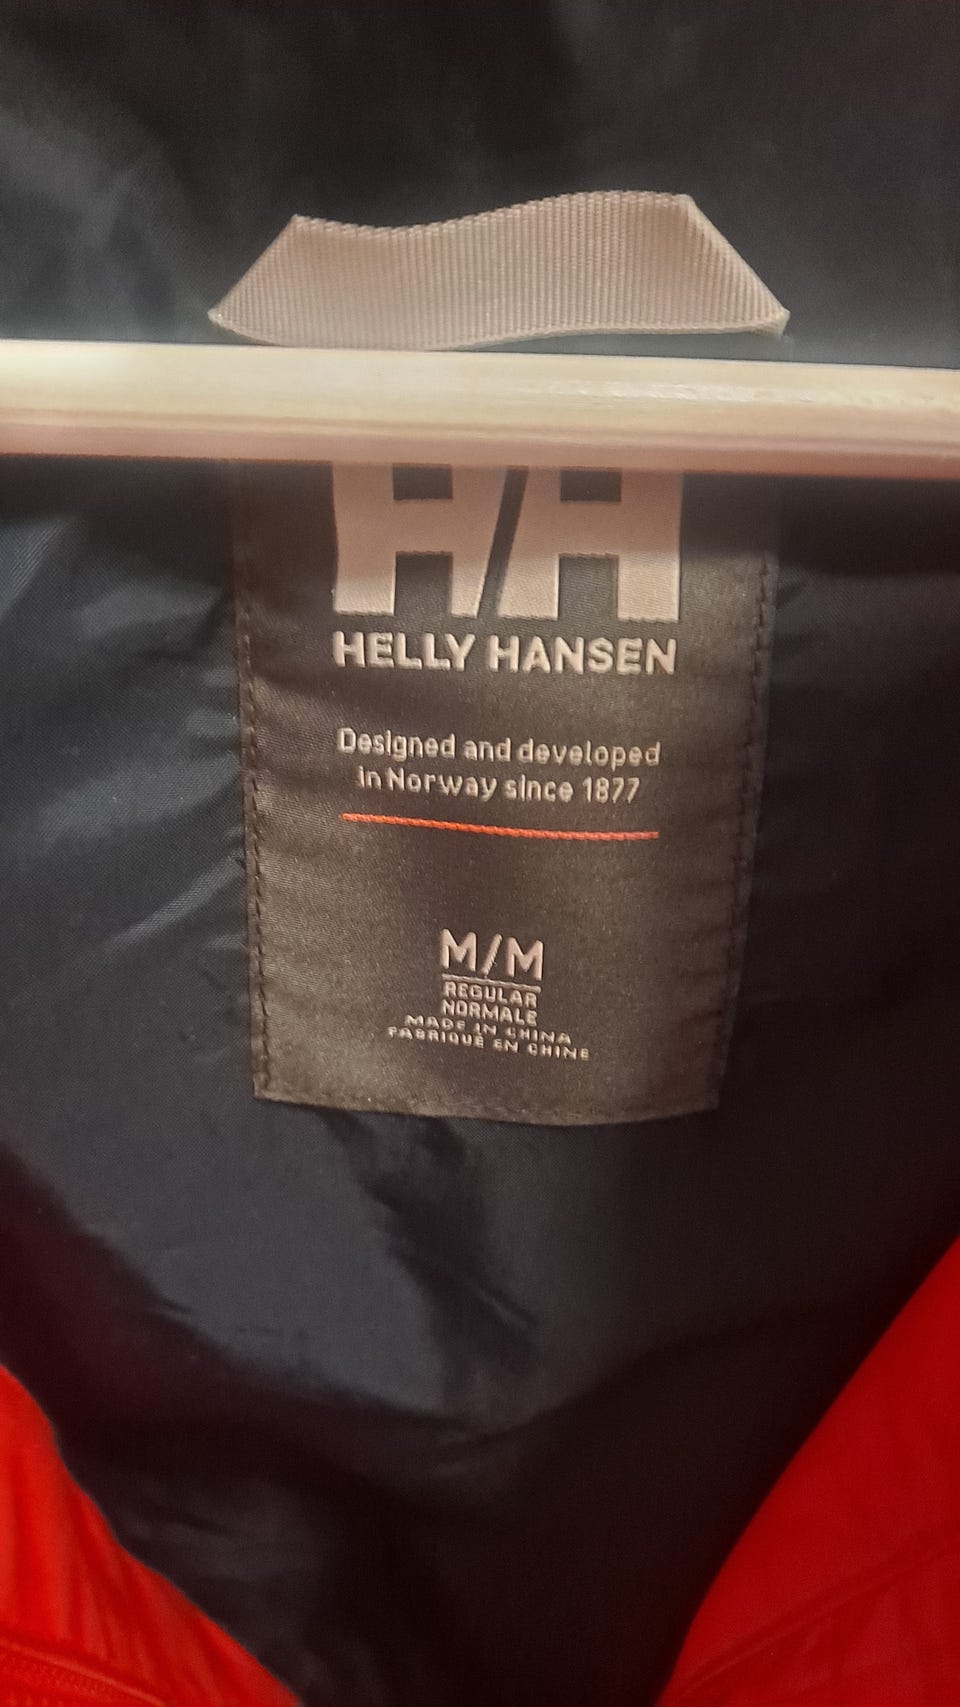 HH
HELLY HANSEN
Designed and developed
in Norway since 1877
M/M
REGULAR
NORMALE
MADE IN CHINA
FABRIQUÉ EN CHINE